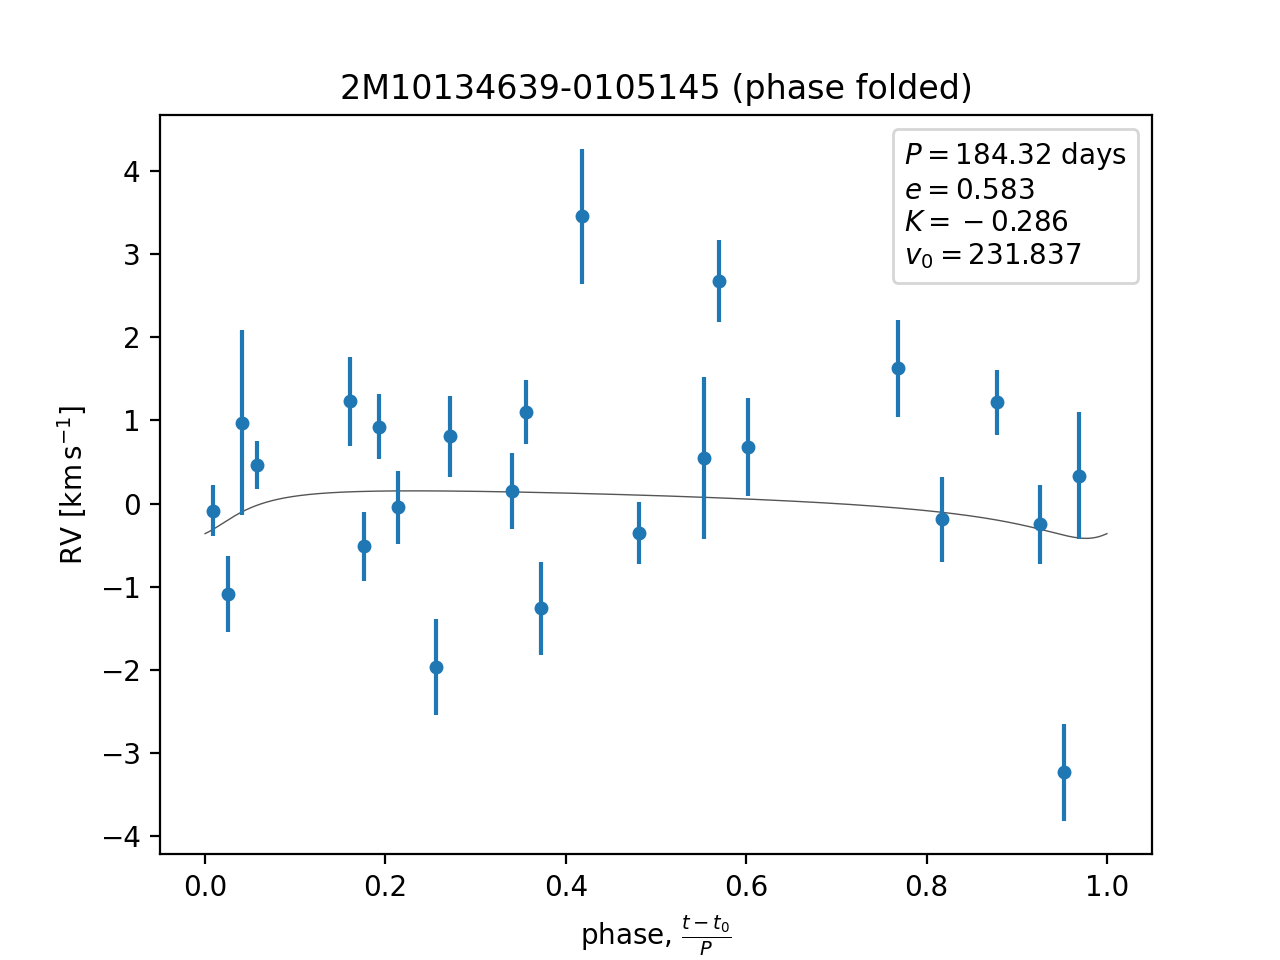 2M10134639-0105145 (phase folded)
P = 184.32 days
e = 0.583
K = −0.286
v₀ = 231.837
RV [km s⁻¹]
4
3
2
1
0
−1
−2
−3
−4
0.0 0.2 0.4 0.6 0.8 1.0
phase, (t − t₀)/P